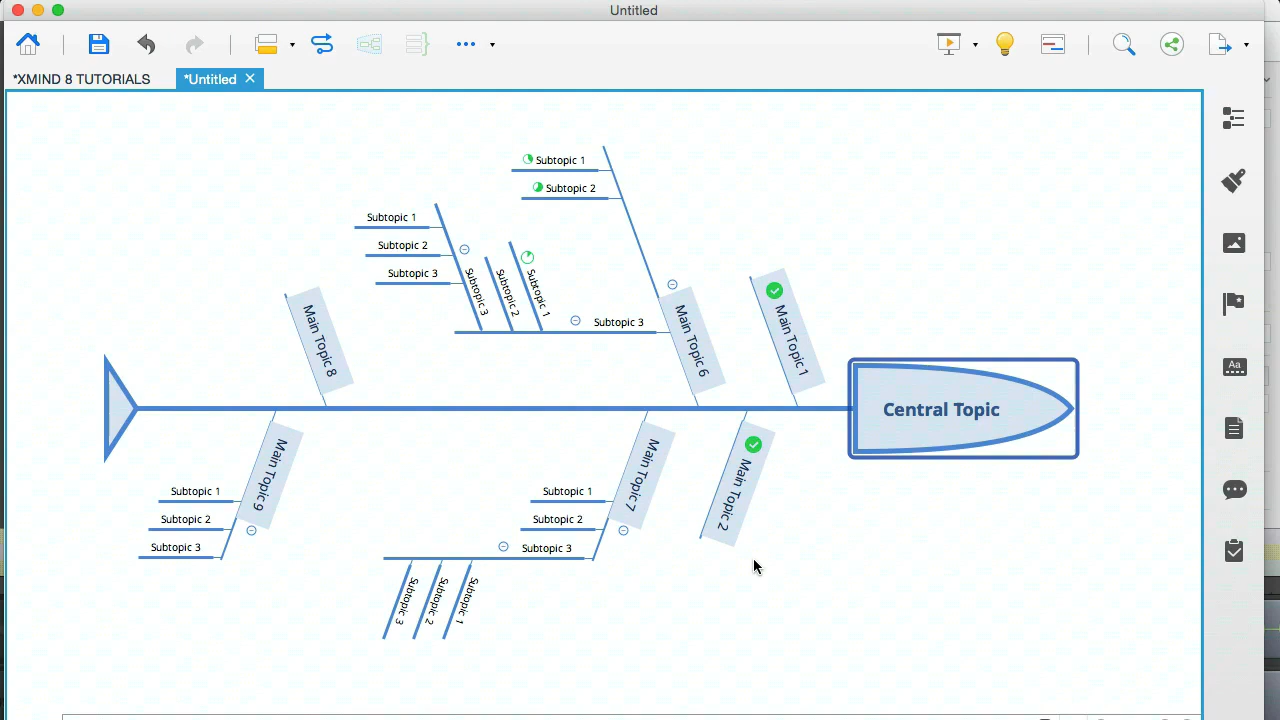 Untitled
*XMIND 8 TUTORIALS
*Untitled
Subtopic 1
Subtopic 2
Subtopic 1
Subtopic 2
Subtopic 3
Subtopic 3
Subtopic 2
Subtopic 1
Subtopic 3
Main Topic 8
Main Topic 6
Main Topic 1
Central Topic
Main Topic 9
Main Topic 7
Main Topic 2
Subtopic 1
Subtopic 2
Subtopic 3
Subtopic 1
Subtopic 2
Subtopic 3
Subtopic 3
Subtopic 2
Subtopic 1
Aa